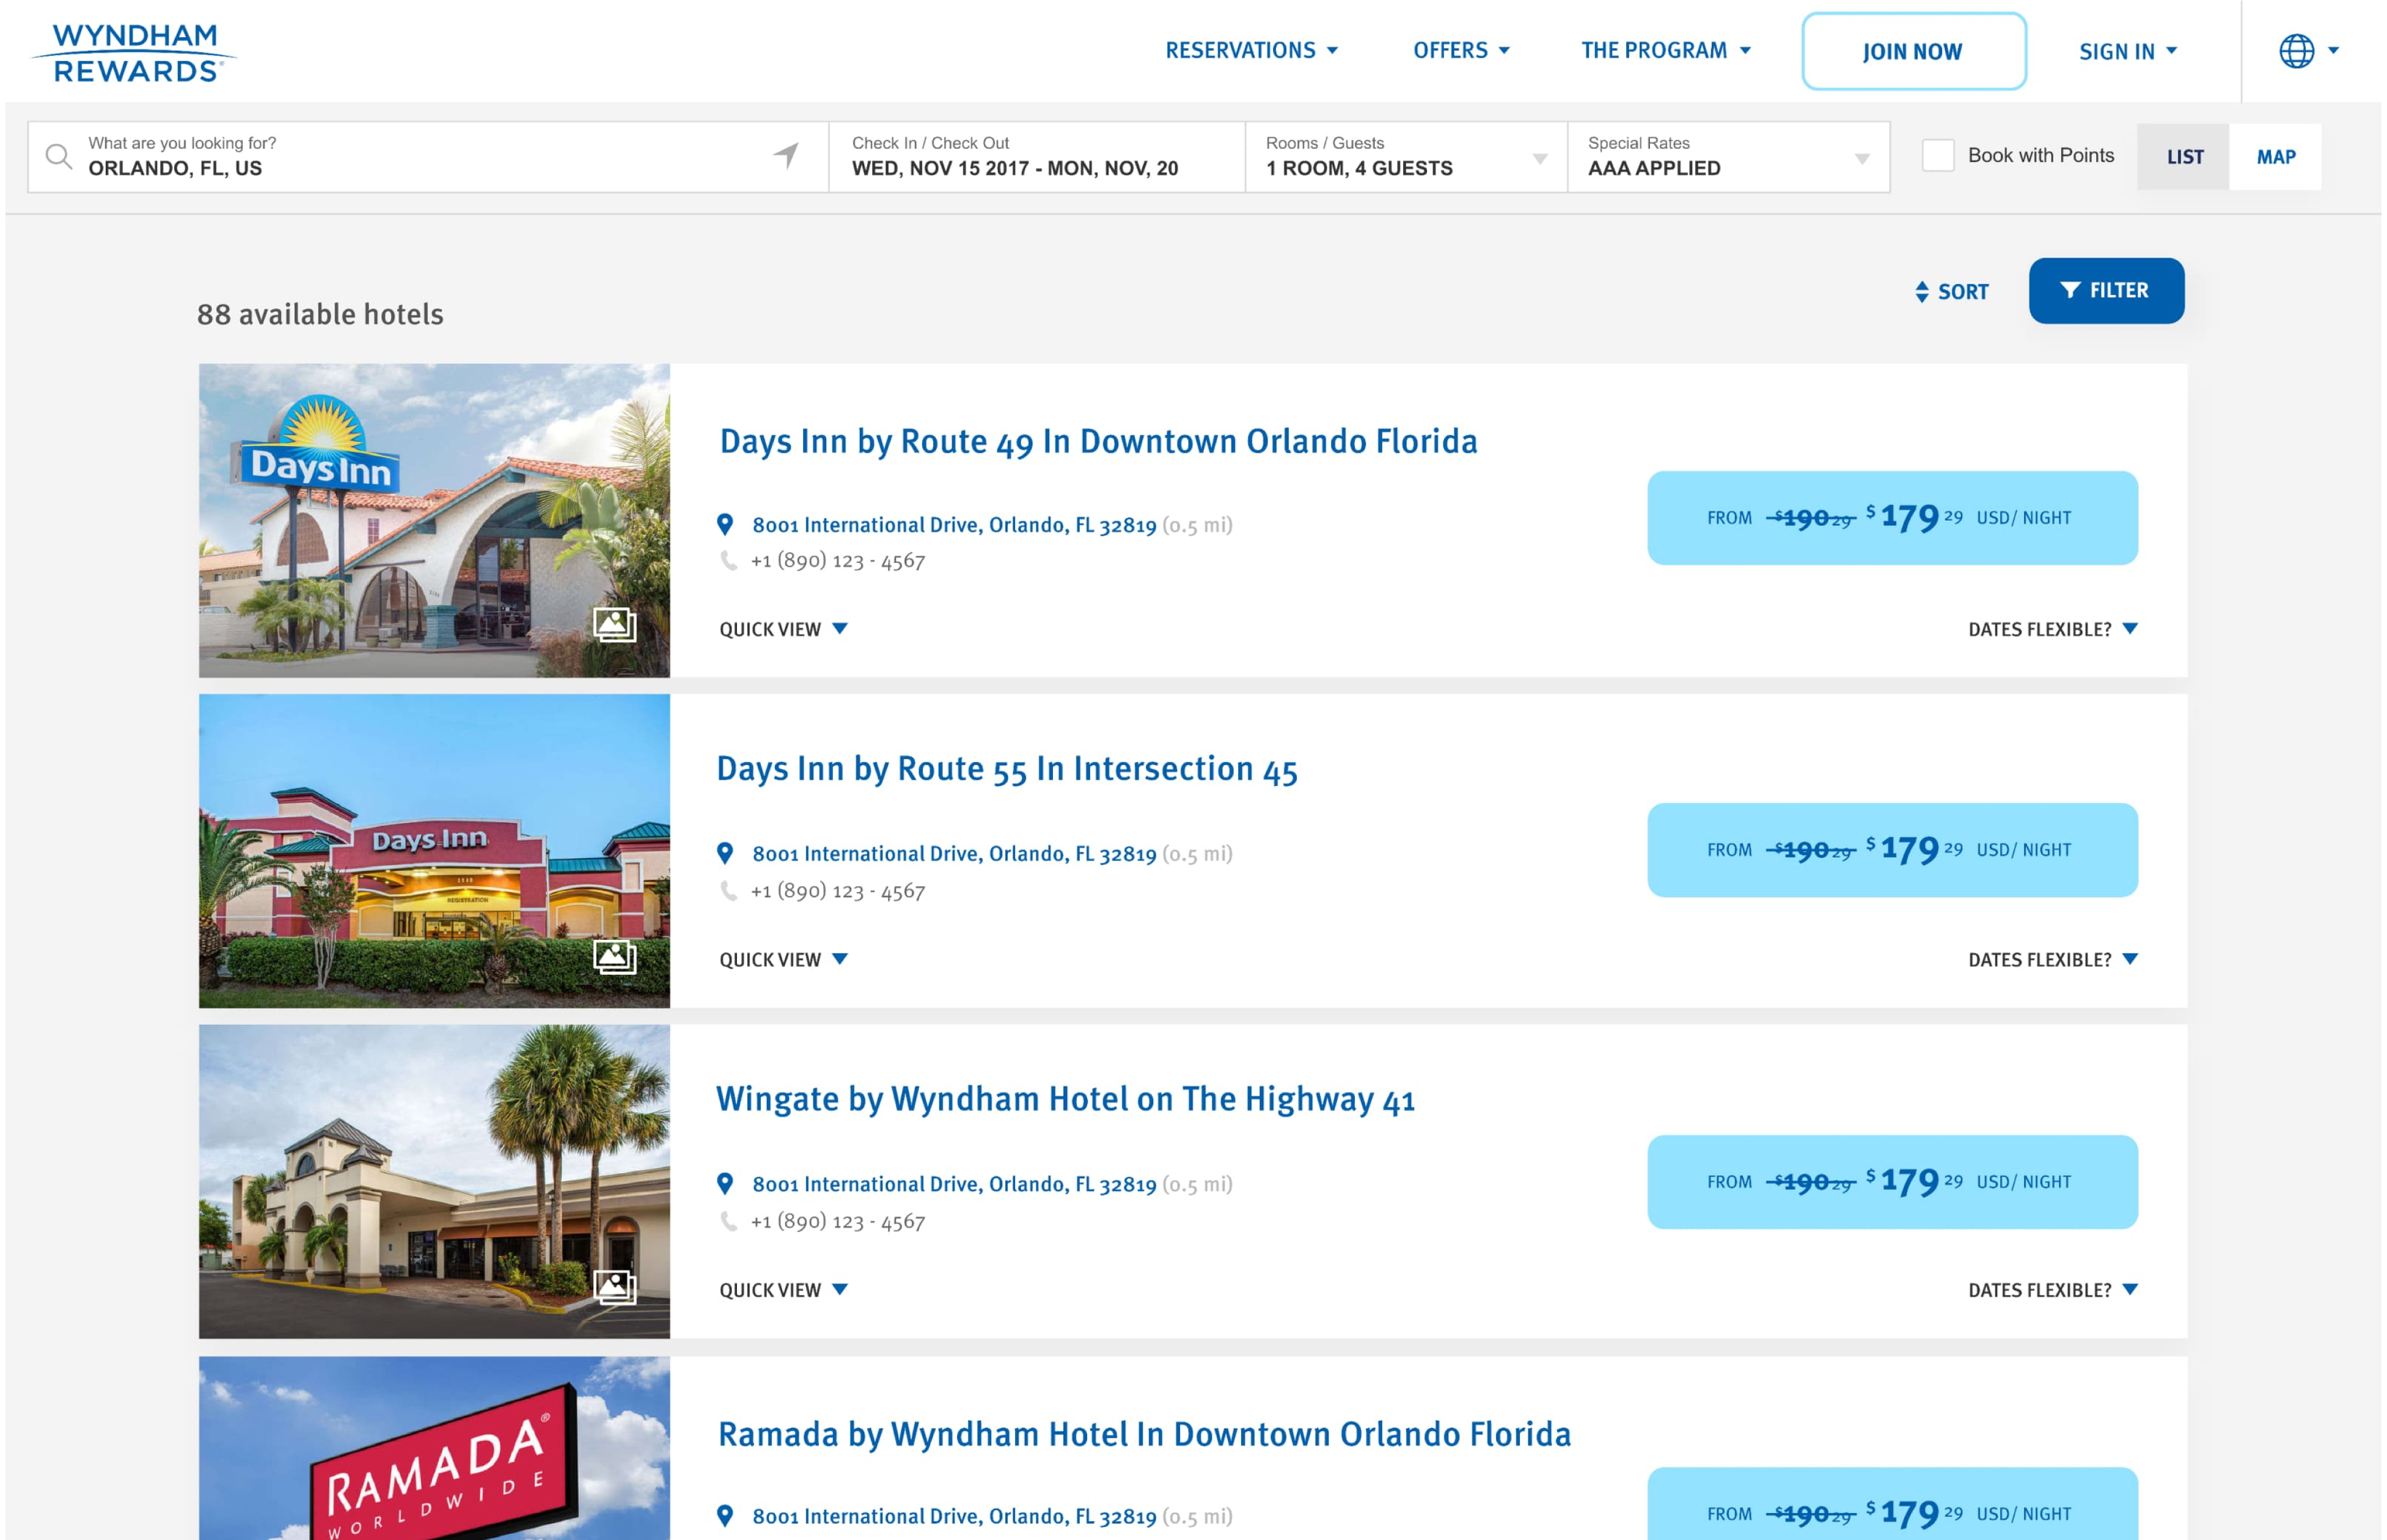 WYNDHAM
REWARDS®
RESERVATIONS
OFFERS
THE PROGRAM
JOIN NOW
SIGN IN
What are you looking for?
ORLANDO, FL, US
Check In / Check Out
WED, NOV 15 2017 - MON, NOV, 20
Rooms / Guests
1 ROOM, 4 GUESTS
Special Rates
AAA APPLIED
Book with Points
LIST
MAP
88 available hotels
SORT
FILTER
Days Inn
Days Inn by Route 49 In Downtown Orlando Florida
8001 International Drive, Orlando, FL 32819 (0.5 mi)
+1 (890) 123 - 4567
FROM $190 29 $179 29 USD/ NIGHT
QUICK VIEW
DATES FLEXIBLE?
Days Inn
REGISTRATION
Days Inn by Route 55 In Intersection 45
8001 International Drive, Orlando, FL 32819 (0.5 mi)
+1 (890) 123 - 4567
FROM $190 29 $179 29 USD/ NIGHT
QUICK VIEW
DATES FLEXIBLE?
Wingate by Wyndham Hotel on The Highway 41
8001 International Drive, Orlando, FL 32819 (0.5 mi)
+1 (890) 123 - 4567
FROM $190 29 $179 29 USD/ NIGHT
QUICK VIEW
DATES FLEXIBLE?
RAMADA®
WORLDWIDE
Ramada by Wyndham Hotel In Downtown Orlando Florida
8001 International Drive, Orlando, FL 32819 (0.5 mi)
FROM $190 29 $179 29 USD/ NIGHT